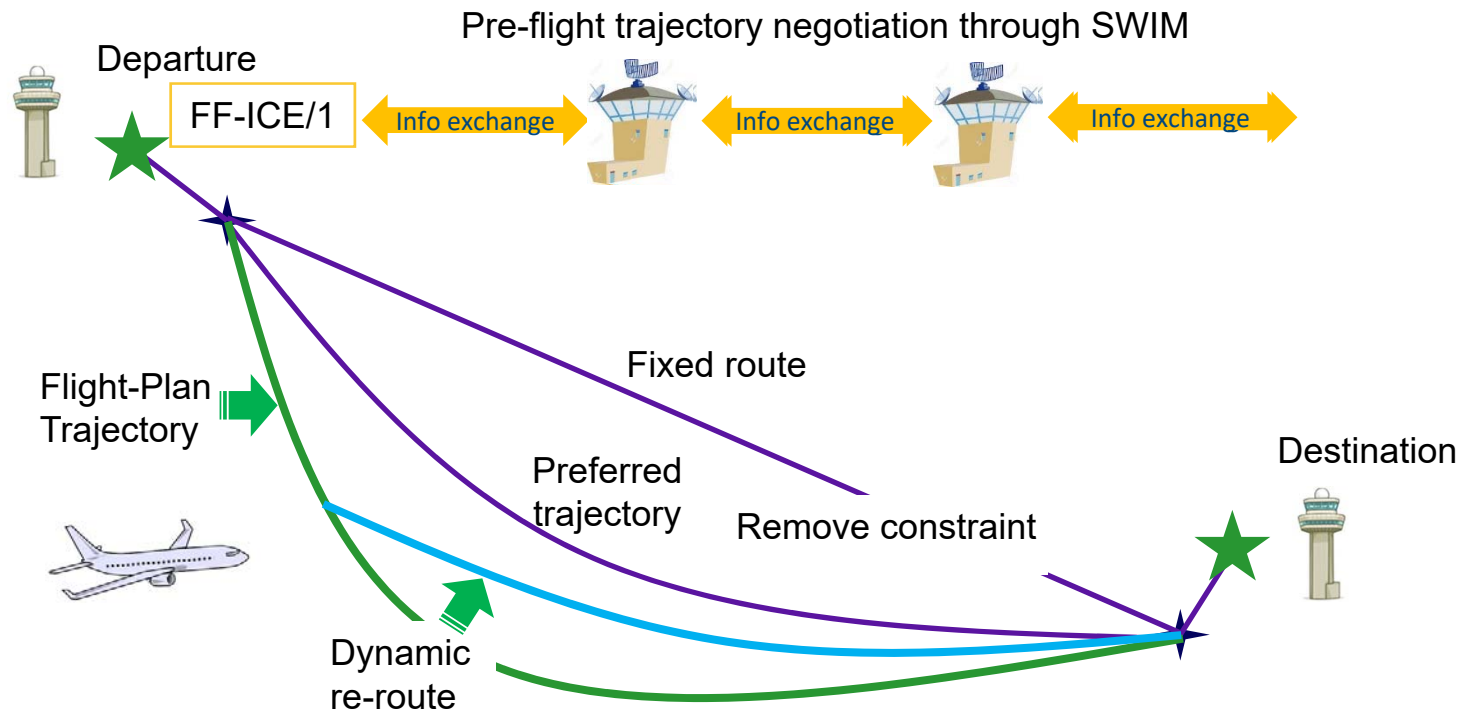 Pre-flight trajectory negotiation through SWIM
Departure
FF-ICE/1
Info exchange
Info exchange
Info exchange
Fixed route
Flight-Plan
Trajectory
Preferred
trajectory
Destination
Remove constraint
Dynamic
re-route